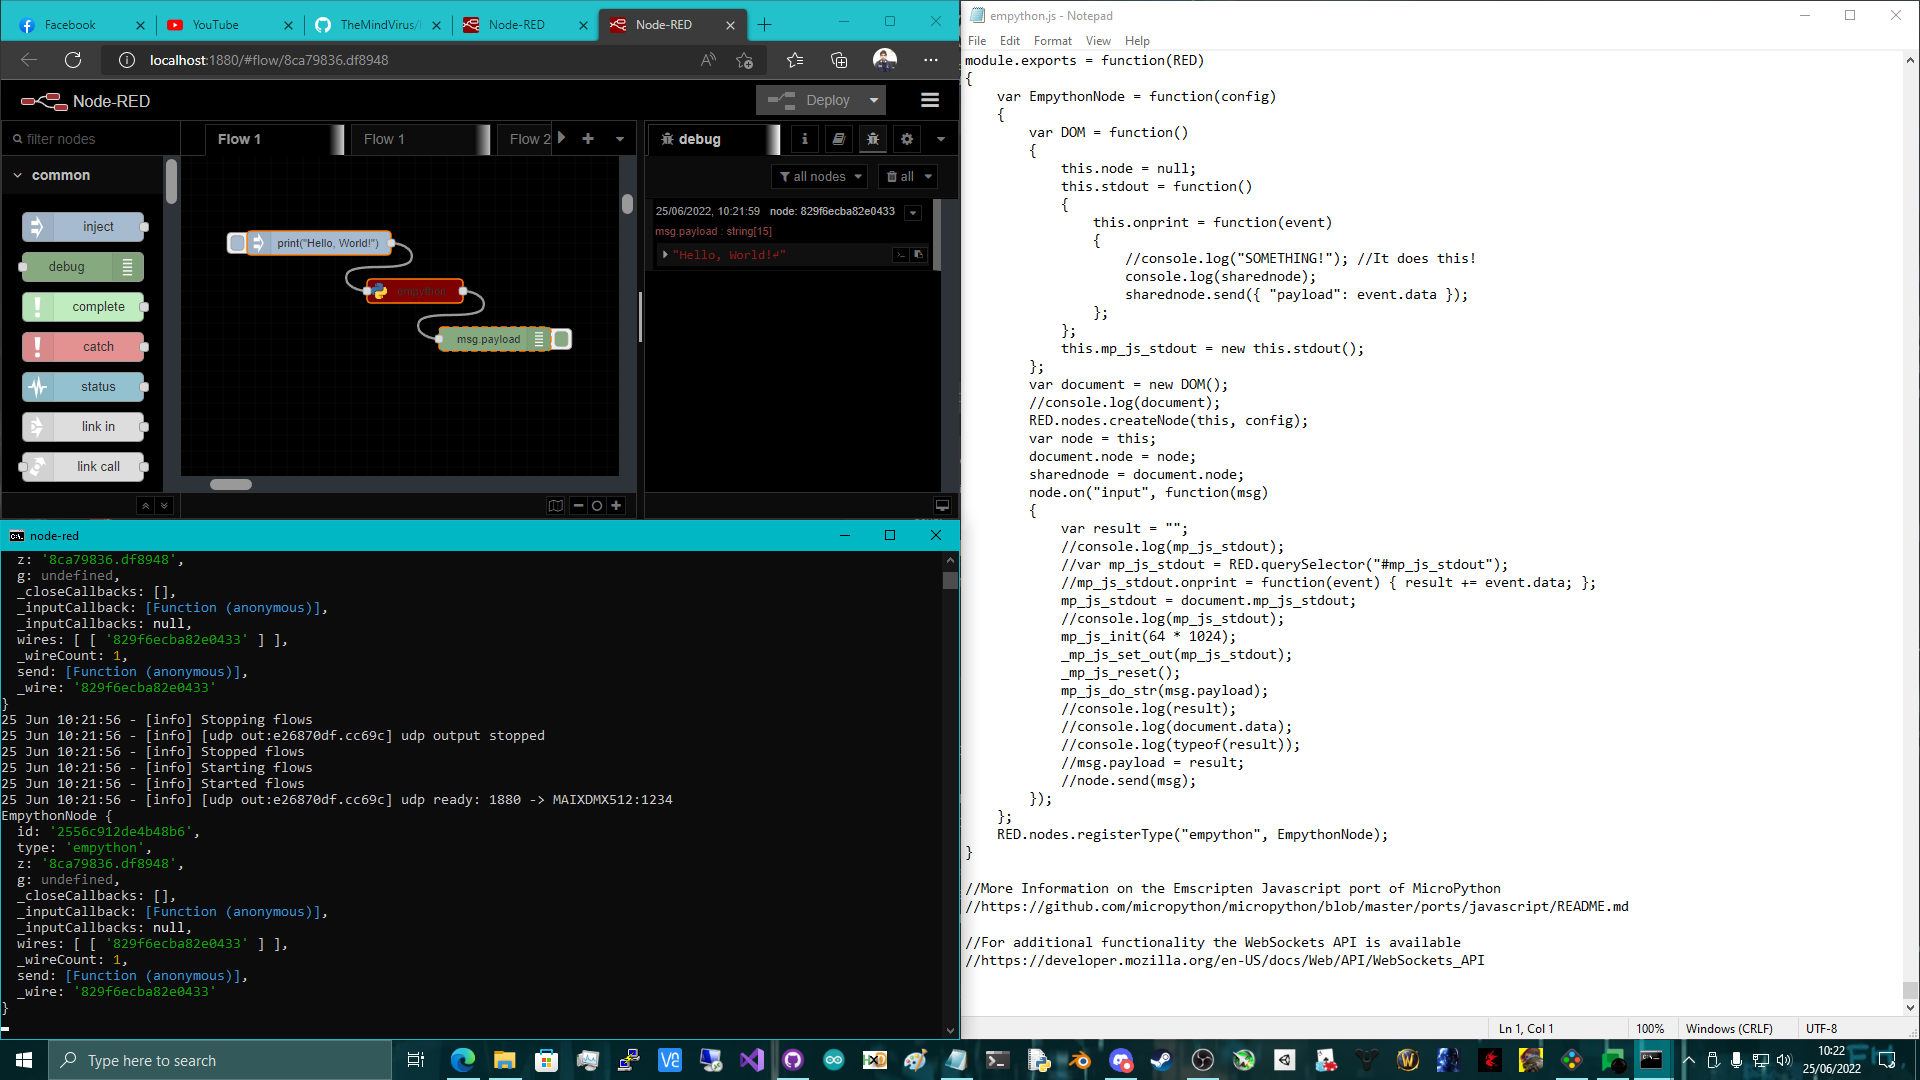 Facebook
YouTube
TheMindVirus/
Node-RED
Node-RED
localhost:1880/#flow/8ca79836.df8948
Node-RED
Deploy
filter nodes
Flow 1
Flow 1
Flow 2
debug
common
all nodes
all
inject
debug
complete
catch
status
link in
link call
print("Hello, World!")
empython
msg.payload
25/06/2022, 10:21:59 node: 829f6ecba82e0433
msg.payload : string[15]
"Hello, World!↵"
node-red
z: '8ca79836.df8948',
g: undefined,
_closeCallbacks: [],
_inputCallback: [Function (anonymous)],
_inputCallbacks: null,
wires: [ [ '829f6ecba82e0433' ] ],
_wireCount: 1,
send: [Function (anonymous)],
_wire: '829f6ecba82e0433'
}
25 Jun 10:21:56 - [info] Stopping flows
25 Jun 10:21:56 - [info] [udp out:e26870df.cc69c] udp output stopped
25 Jun 10:21:56 - [info] Stopped flows
25 Jun 10:21:56 - [info] Starting flows
25 Jun 10:21:56 - [info] Started flows
25 Jun 10:21:56 - [info] [udp out:e26870df.cc69c] udp ready: 1880 -> MAIXDMX512:1234
EmpythonNode {
id: '2556c912de4b48b6',
type: 'empython',
z: '8ca79836.df8948',
g: undefined,
_closeCallbacks: [],
_inputCallback: [Function (anonymous)],
_inputCallbacks: null,
wires: [ [ '829f6ecba82e0433' ] ],
_wireCount: 1,
send: [Function (anonymous)],
_wire: '829f6ecba82e0433'
}
empython.js - Notepad
File Edit Format View Help
module.exports = function(RED)
{
var EmpythonNode = function(config)
{
var DOM = function()
{
this.node = null;
this.stdout = function()
{
this.onprint = function(event)
{
//console.log("SOMETHING!"); //It does this!
console.log(sharednode);
sharednode.send({ "payload": event.data });
};
};
this.mp_js_stdout = new this.stdout();
};
var document = new DOM();
//console.log(document);
RED.nodes.createNode(this, config);
var node = this;
document.node = node;
sharednode = document.node;
node.on("input", function(msg)
{
var result = "";
//console.log(mp_js_stdout);
//var mp_js_stdout = RED.querySelector("#mp_js_stdout");
//mp_js_stdout.onprint = function(event) { result += event.data; };
mp_js_stdout = document.mp_js_stdout;
//console.log(mp_js_stdout);
mp_js_init(64 * 1024);
_mp_js_set_out(mp_js_stdout);
_mp_js_reset();
mp_js_do_str(msg.payload);
//console.log(result);
//console.log(document.data);
//console.log(typeof(result));
//msg.payload = result;
//node.send(msg);
});
};
RED.nodes.registerType("empython", EmpythonNode);
}
//More Information on the Emscripten Javascript port of MicroPython
//https://github.com/micropython/micropython/blob/master/ports/javascript/README.md
//For additional functionality the WebSockets API is available
//https://developer.mozilla.org/en-US/docs/Web/API/WebSockets_API
Ln 1, Col 1
100%
Windows (CRLF)
UTF-8
Type here to search
10:22
25/06/2022